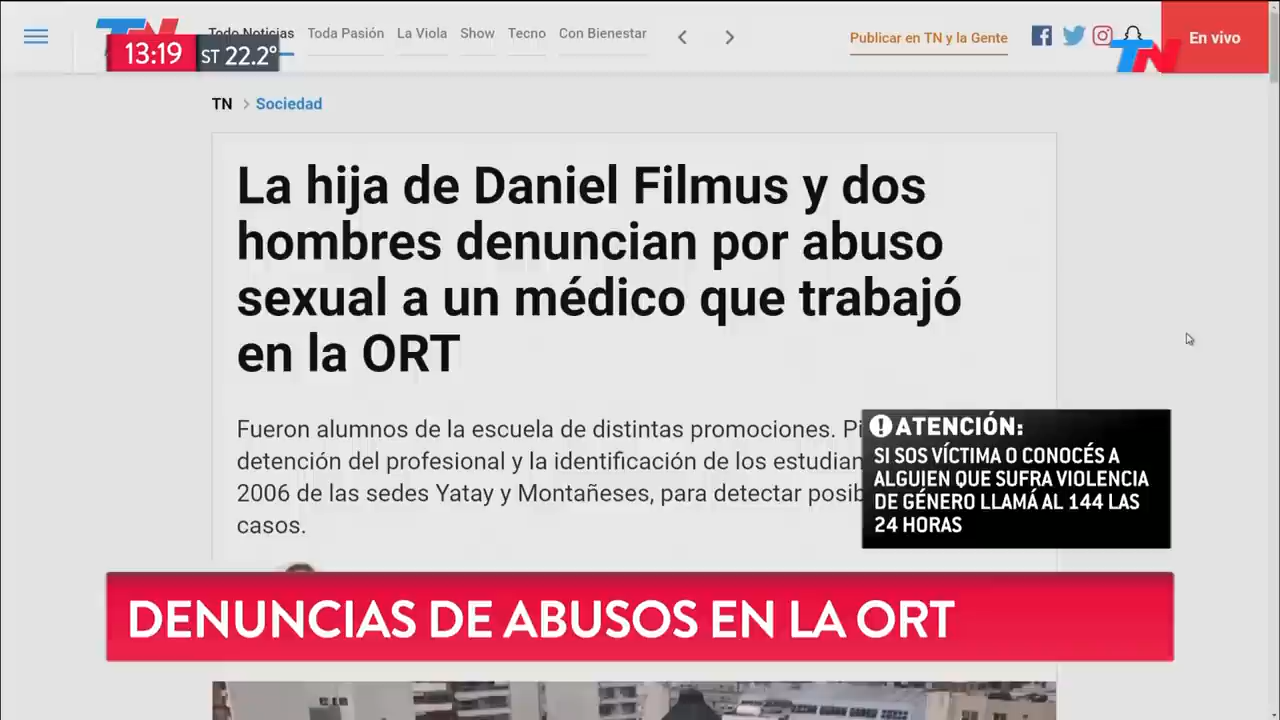 TN
Todo Noticias
Toda Pasión
La Viola
Show
Tecno
Con Bienestar
Publicar en TN y la Gente
En vivo
13:19
ST 22.2°
TN
TN > Sociedad
La hija de Daniel Filmus y dos
hombres denuncian por abuso
sexual a un médico que trabajó
en la ORT
Fueron alumnos de la escuela de distintas promociones.
detención del profesional y la identificación de los
2006 de las sedes Yatay y Montañeses, para detectar
casos.
ATENCIÓN:
SI SOS VÍCTIMA O CONOCÉS A
ALGUIEN QUE SUFRA VIOLENCIA
DE GÉNERO LLAMÁ AL 144 LAS
24 HORAS
DENUNCIAS DE ABUSOS EN LA ORT